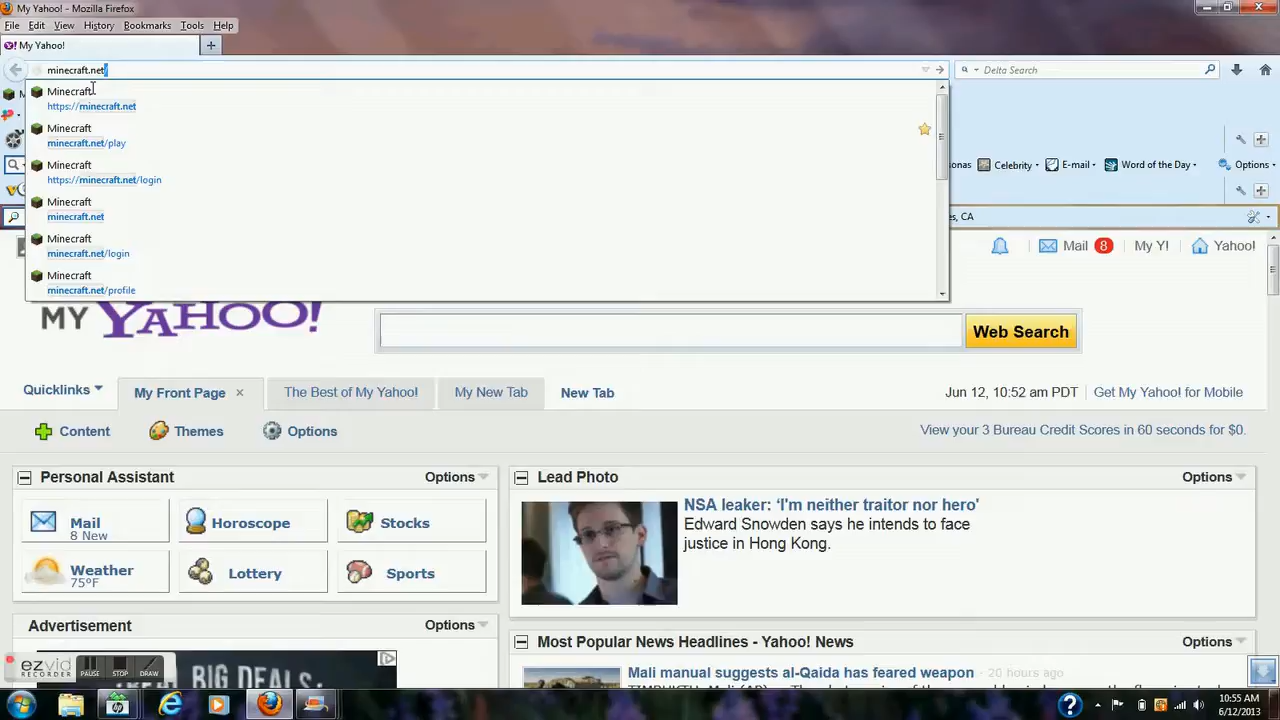 My Yahoo! - Mozilla Firefox
File Edit View History Bookmarks Tools Help
Y! My Yahoo!
minecraft.net/
Delta Search
Minecraft
https://minecraft.net
Minecraft
minecraft.net/play
Minecraft
https://minecraft.net/login
Minecraft
minecraft.net
Minecraft
minecraft.net/login
Minecraft
minecraft.net/profile
onas Celebrity E-mail Word of the Day Options
es, CA
Mail 8 My Y! Yahoo!
MY YAHOO!
Web Search
Quicklinks My Front Page × The Best of My Yahoo! My New Tab New Tab
Jun 12, 10:52 am PDT Get My Yahoo! for Mobile
Content Themes Options
View your 3 Bureau Credit Scores in 60 seconds for $0.
Personal Assistant Options
Mail
8 New
Horoscope
Stocks
Weather
75°F
Lottery
Sports
Advertisement Options
BIG DEALS
Lead Photo Options
NSA leaker: 'I'm neither traitor nor hero'
Edward Snowden says he intends to face
justice in Hong Kong.
Most Popular News Headlines - Yahoo! News Options
Mali manual suggests al-Qaida has feared weapon - 20 hours ago
ezvid
RECORDER
PAUSE STOP DRAW
10:55 AM
6/12/2013